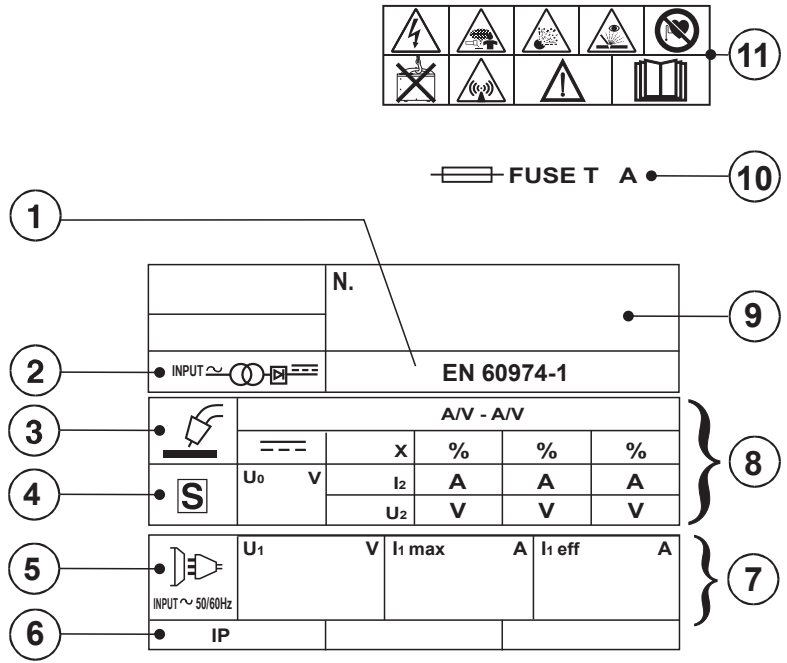 11
FUSE T A
10
1
N.
9
2
INPUT
EN 60974-1
3
A/V - A/V
X % % %
8
4
S
U0 V
I2 A A A
U2 V V V
5
U1 V I1 max A I1 eff A
7
INPUT ~ 50/60Hz
6
IP